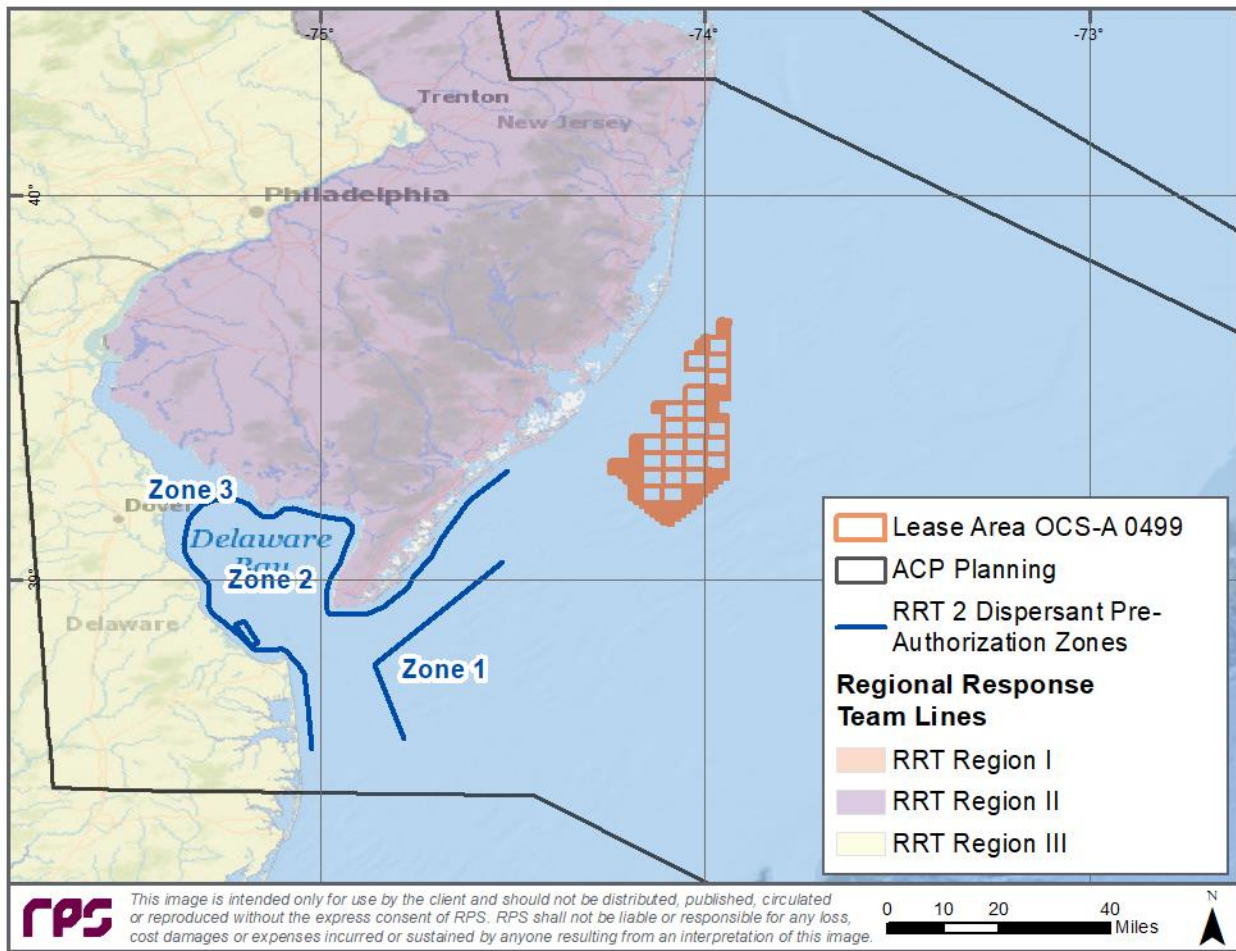 -75°
-74°
-73°
Trenton
New Jersey
40°
Philadelphia
Zone 3
Dover
Delaware
Bay
Zone 2
39°
Delaware
Zone 1
Lease Area OCS-A 0499
ACP Planning
RRT 2 Dispersant Pre-
Authorization Zones
Regional Response
Team Lines
RRT Region I
RRT Region II
RRT Region III
rps
This image is intended only for use by the client and should not be distributed, published, circulated
or reproduced without the express consent of RPS. RPS shall not be liable or responsible for any loss,
cost damages or expenses incurred or sustained by anyone resulting from an interpretation of this image.
0 10 20 40
Miles
N